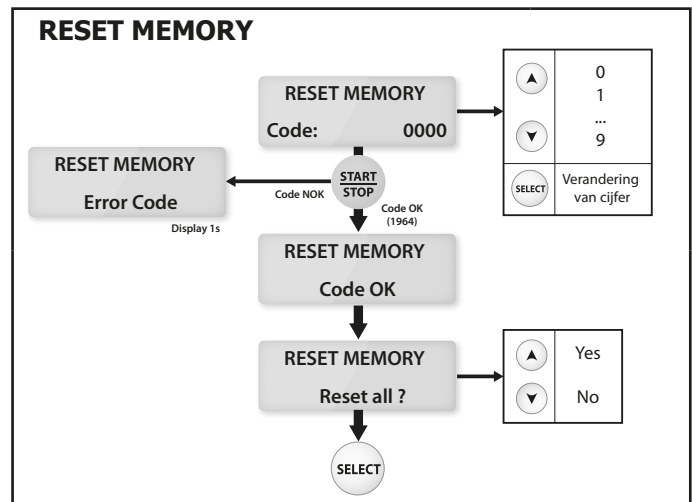 RESET MEMORY
RESET MEMORY
Code: 0000
0
1
...
9
SELECT
Verandering
van cijfer
START
STOP
RESET MEMORY
Error Code
Display 1s
Code NOK
Code OK
(1964)
RESET MEMORY
Code OK
RESET MEMORY
Reset all ?
Yes
No
SELECT